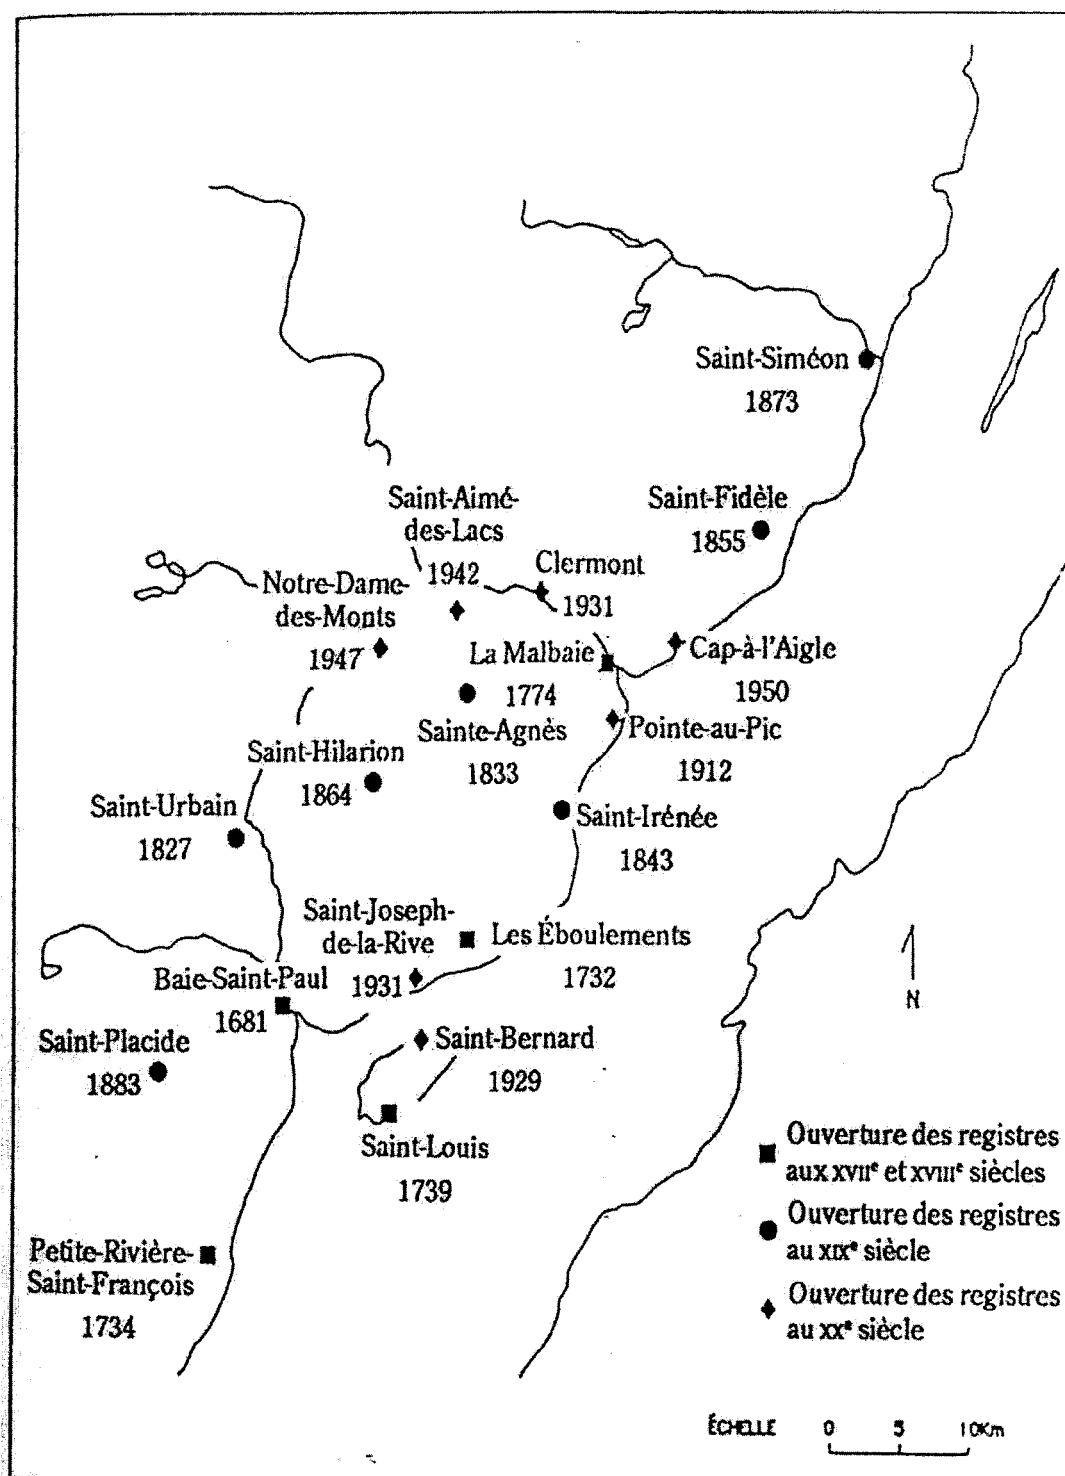 Saint-Siméon
1873
Saint-Aimé-
des-Lacs
1942
Saint-Fidèle
1855
Clermont
1931
Notre-Dame-
des-Monts
1947
La Malbaie
1774
Cap-à-l'Aigle
1950
Sainte-Agnès
1833
Pointe-au-Pic
1912
Saint-Hilarion
1864
Saint-Urbain
1827
Saint-Irénée
1843
Saint-Joseph-
de-la-Rive
1931
Les Éboulements
1732
Baie-Saint-Paul
1681
N
Saint-Placide
1883
Saint-Bernard
1929
Saint-Louis
1739
Petite-Rivière-
Saint-François
1734
Ouverture des registres
aux XVIIe et XVIIIe siècles
Ouverture des registres
au XIXe siècle
Ouverture des registres
au XXe siècle
ÉCHELLE 0 5 10Km